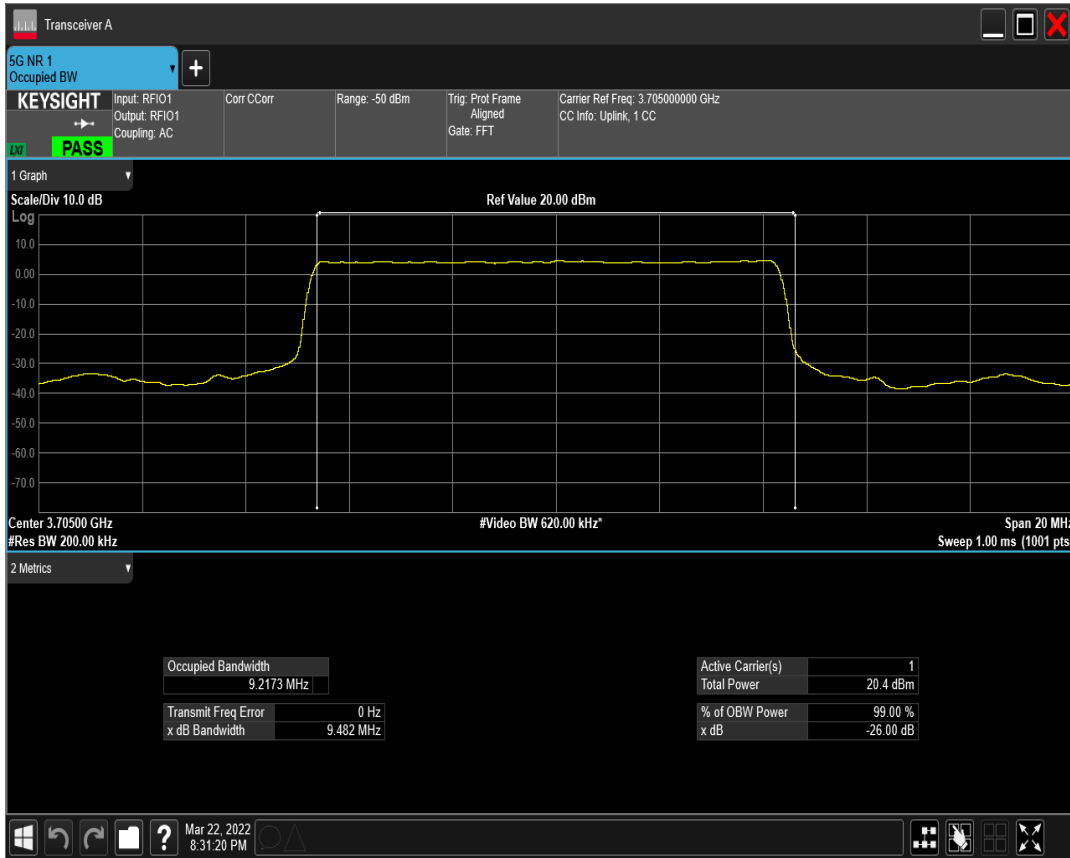 Transceiver A
5G NR 1
Occupied BW
KEYSIGHT
LXI
PASS
Input: RFIO1
Output: RFIO1
Coupling: AC
Corr CCorr
Range: -50 dBm
Trig: Prot Frame
Aligned
Gate: FFT
Carrier Ref Freq: 3.705000000 GHz
CC Info: Uplink, 1 CC
1 Graph
Scale/Div 10.0 dB
Ref Value 20.00 dBm
Log
10.0
0.00
-10.0
-20.0
-30.0
-40.0
-50.0
-60.0
-70.0
Center 3.70500 GHz
#Video BW 620.00 kHz*
Span 20 MHz
#Res BW 200.00 kHz
Sweep 1.00 ms (1001 pts
2 Metrics
Occupied Bandwidth
9.2173 MHz
Transmit Freq Error 0 Hz
x dB Bandwidth 9.482 MHz
Active Carrier(s) 1
Total Power 20.4 dBm
% of OBW Power 99.00 %
x dB -26.00 dB
?
Mar 22, 2022
8:31:20 PM